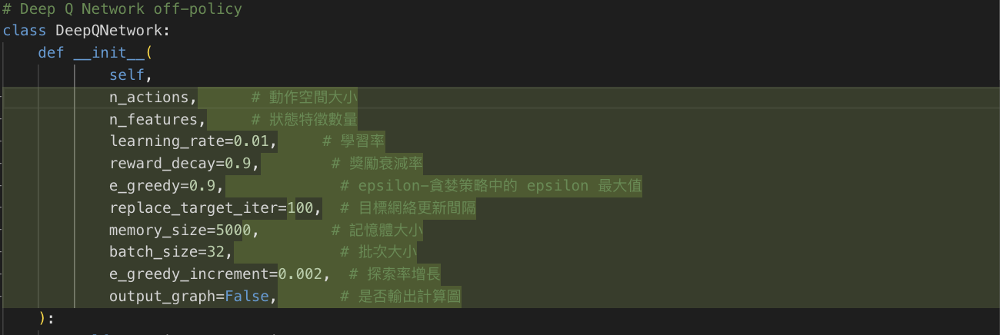 # Deep Q Network off-policy
class DeepQNetwork:
    def __init__(
            self,
            n_actions,      # 動作空間大小
            n_features,     # 狀態特徵數量
            learning_rate=0.01,     # 學習率
            reward_decay=0.9,        # 獎勵衰減率
            e_greedy=0.9,             # epsilon-貪婪策略中的 epsilon 最大值
            replace_target_iter=100,  # 目標網絡更新間隔
            memory_size=5000,        # 記憶體大小
            batch_size=32,            # 批次大小
            e_greedy_increment=0.002,  # 探索率增長
            output_graph=False,       # 是否輸出計算圖
    ):